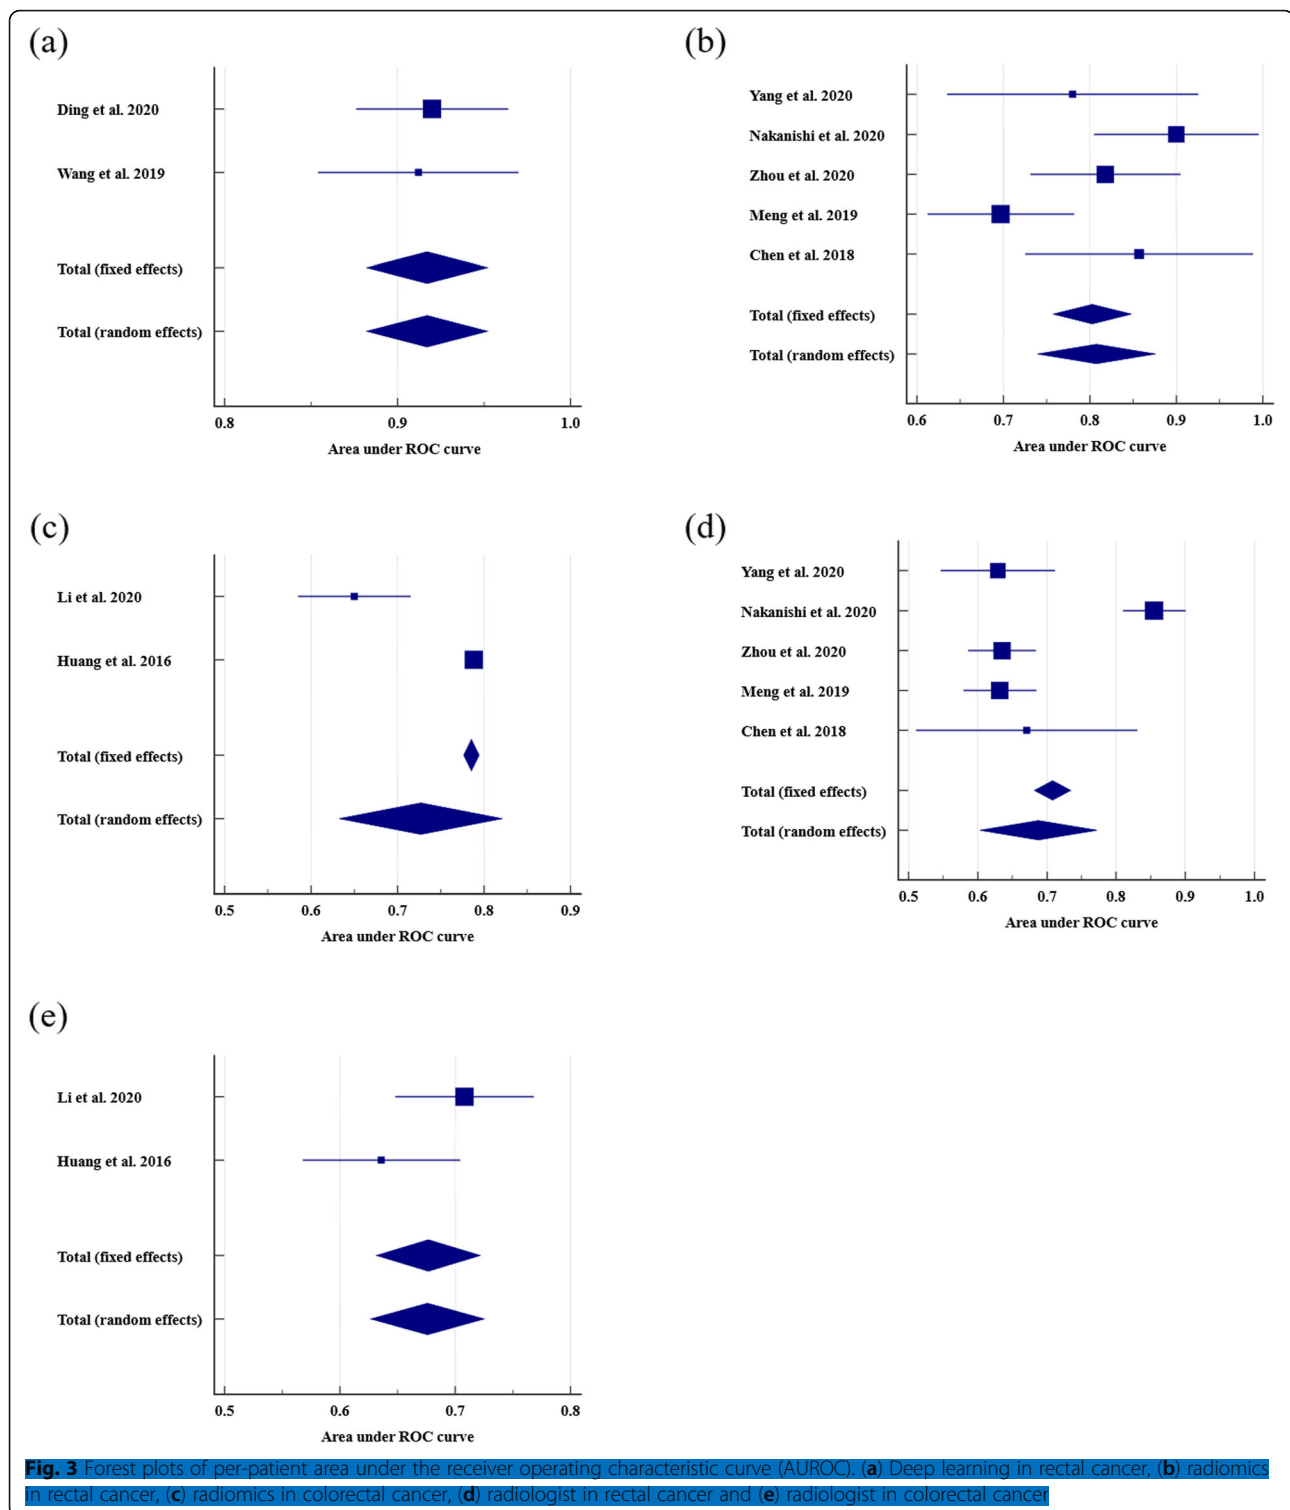 (a)
Ding et al. 2020
Wang et al. 2019
Total (fixed effects)
Total (random effects)
0.8 0.9 1.0
Area under ROC curve
(b)
Yang et al. 2020
Nakanishi et al. 2020
Zhou et al. 2020
Meng et al. 2019
Chen et al. 2018
Total (fixed effects)
Total (random effects)
0.6 0.7 0.8 0.9 1.0
Area under ROC curve
(c)
Li et al. 2020
Huang et al. 2016
Total (fixed effects)
Total (random effects)
0.5 0.6 0.7 0.8 0.9
Area under ROC curve
(d)
Yang et al. 2020
Nakanishi et al. 2020
Zhou et al. 2020
Meng et al. 2019
Chen et al. 2018
Total (fixed effects)
Total (random effects)
0.5 0.6 0.7 0.8 0.9 1.0
Area under ROC curve
(e)
Li et al. 2020
Huang et al. 2016
Total (fixed effects)
Total (random effects)
0.5 0.6 0.7 0.8
Area under ROC curve
Fig. 3 Forest plots of per-patient area under the receiver operating characteristic curve (AUROC). (a) Deep learning in rectal cancer, (b) radiomics
in rectal cancer, (c) radiomics in colorectal cancer, (d) radiologist in rectal cancer and (e) radiologist in colorectal cancer